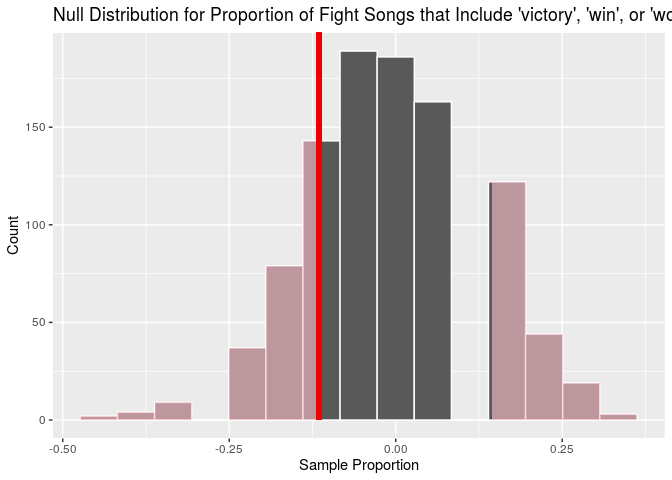 Null Distribution for Proportion of Fight Songs that Include 'victory', 'win', or 'wo
150
100
50
0
Count
-0.50
-0.25
0.00
0.25
Sample Proportion